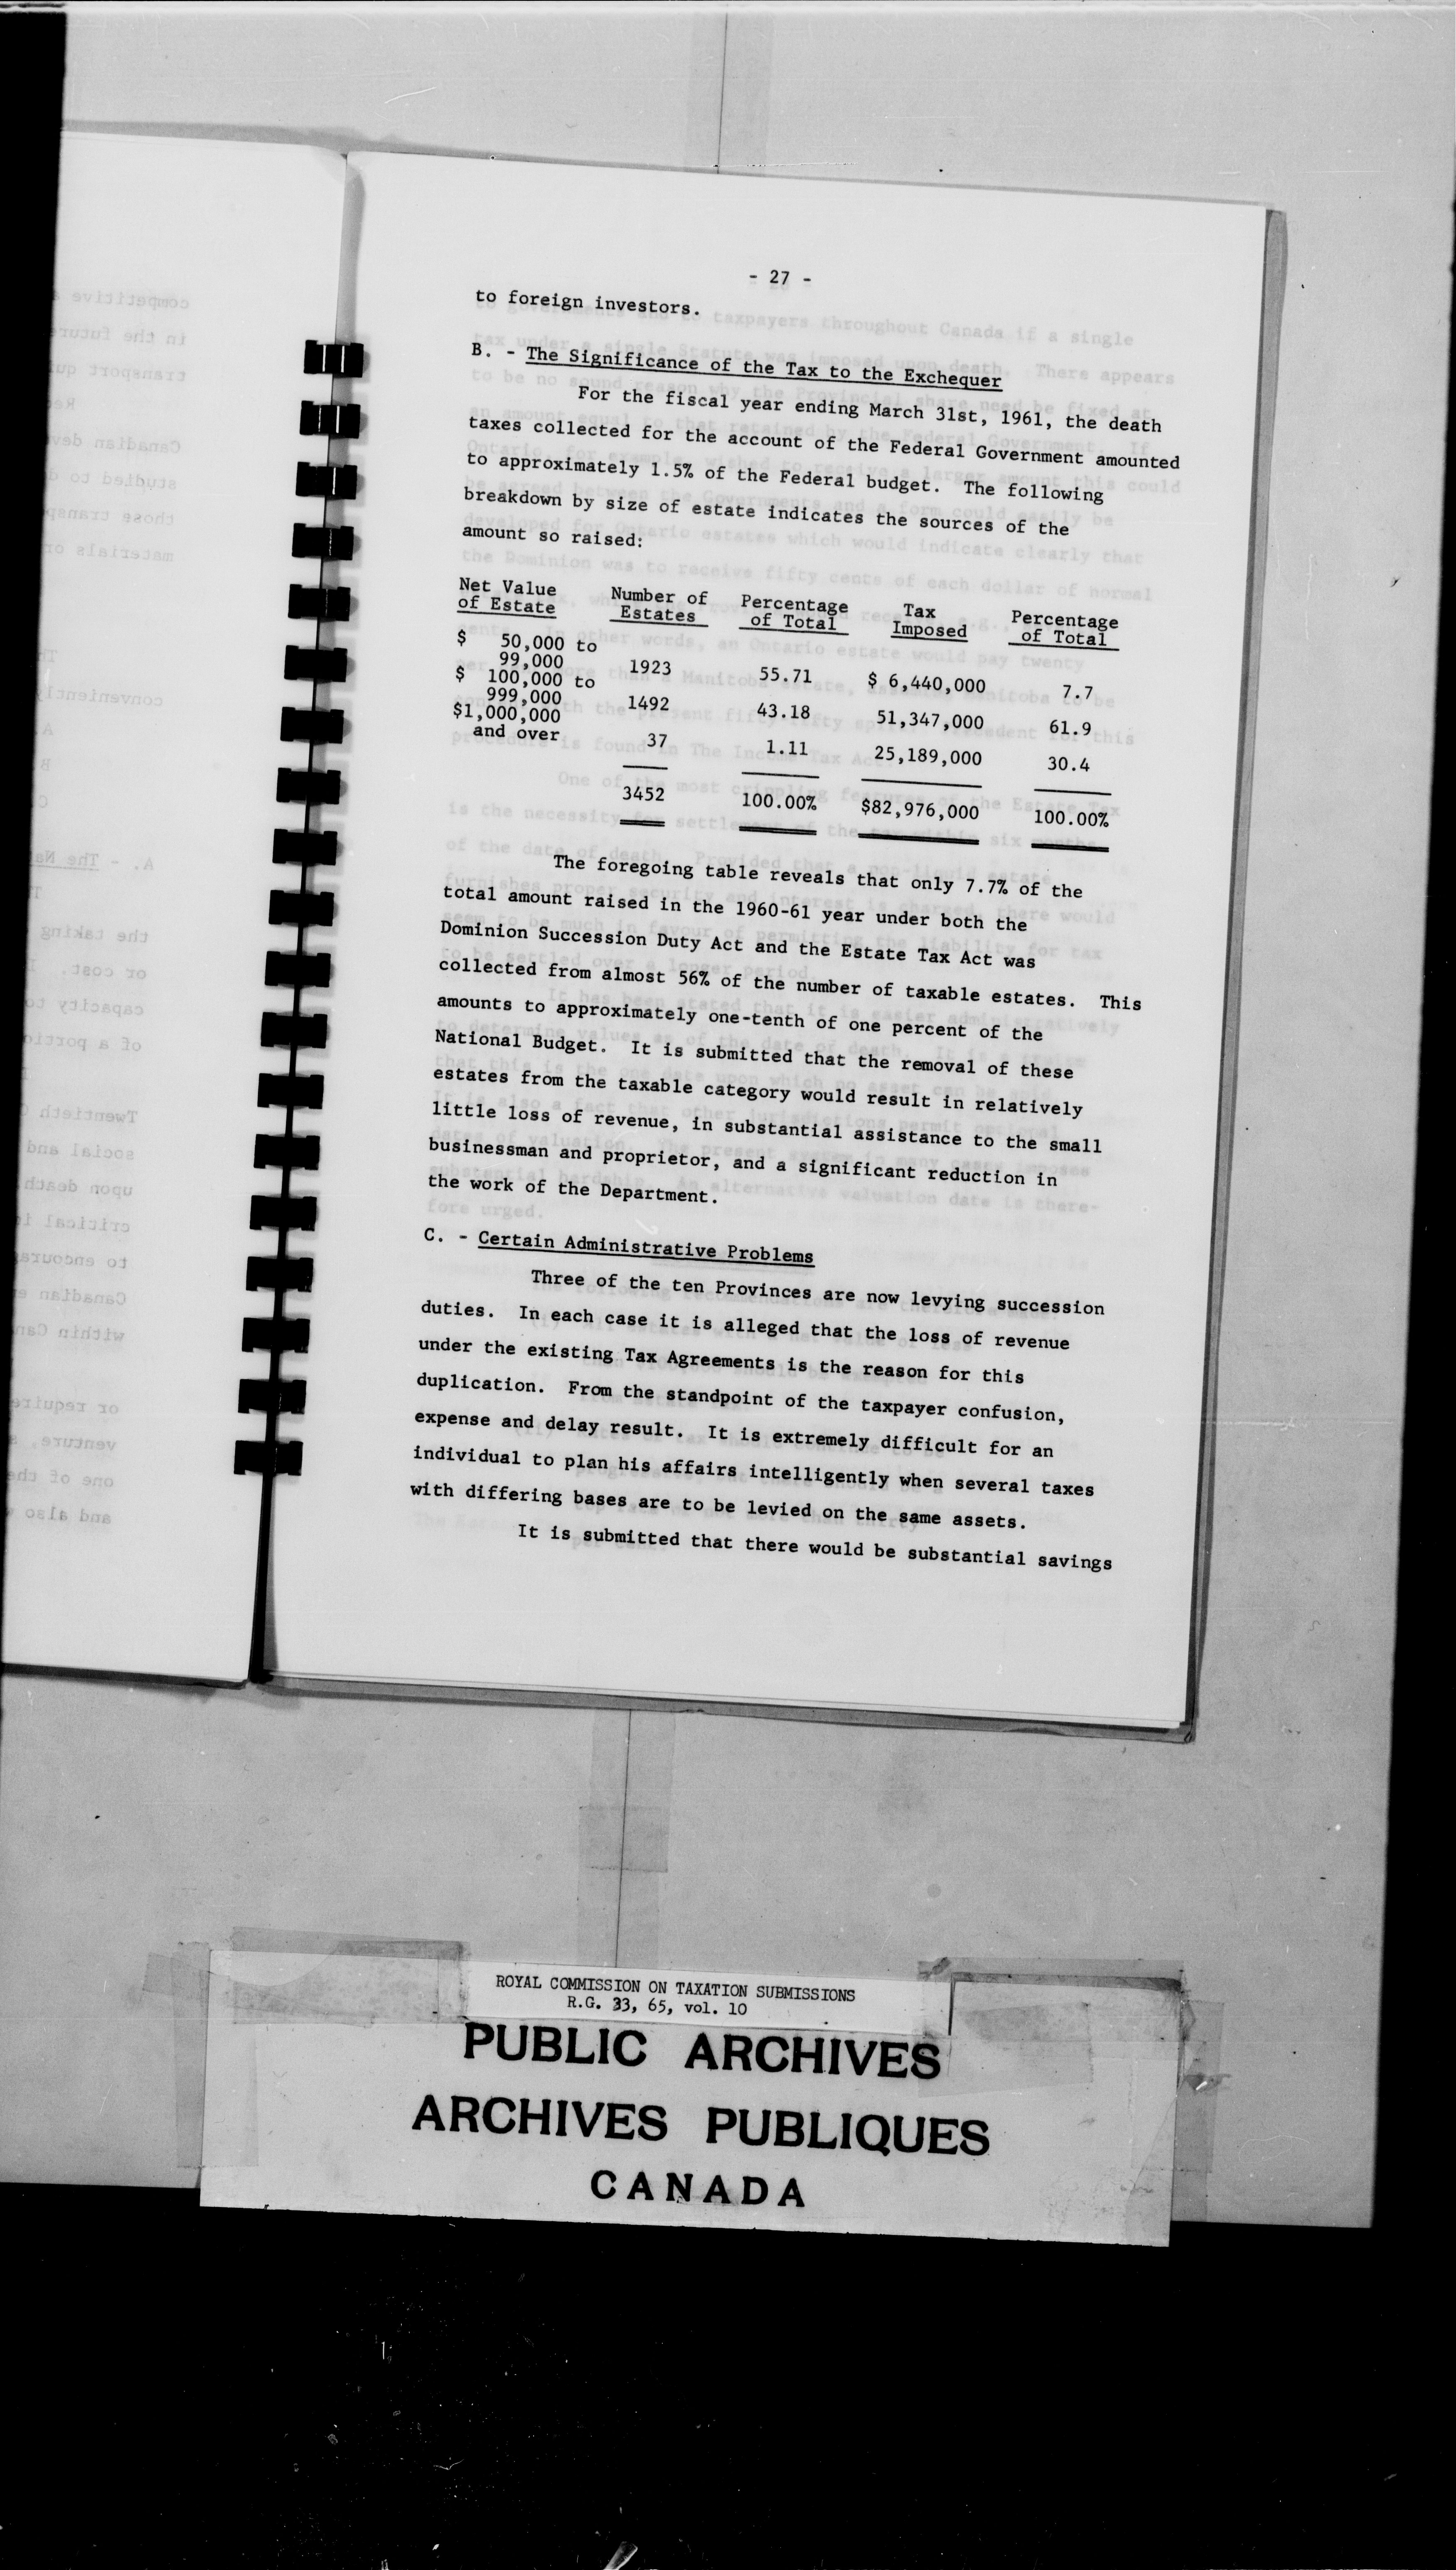 - 27 -
to foreign investors.
B. - The Significance of the Tax to the Exchequer
For the fiscal year ending March 31st, 1961, the death
taxes collected for the account of the Federal Government amounted
to approximately 1.5% of the Federal budget. The following
breakdown by size of estate indicates the sources of the
amount so raised:
Net Value Number of Percentage Tax Percentage
of Estate Estates of Total Imposed of Total
$ 50,000 to
99,000 1923 55.71 $ 6,440,000 7.7
$ 100,000 to
999,000 1492 43.18 51,347,000 61.9
$1,000,000
and over 37 1.11 25,189,000 30.4
3452 100.00% $82,976,000 100.00%
The foregoing table reveals that only 7.7% of the
total amount raised in the 1960-61 year under both the
Dominion Succession Duty Act and the Estate Tax Act was
collected from almost 56% of the number of taxable estates. This
amounts to approximately one-tenth of one percent of the
National Budget. It is submitted that the removal of these
estates from the taxable category would result in relatively
little loss of revenue, in substantial assistance to the small
businessman and proprietor, and a significant reduction in
the work of the Department.
C. - Certain Administrative Problems
Three of the ten Provinces are now levying succession
duties. In each case it is alleged that the loss of revenue
under the existing Tax Agreements is the reason for this
duplication. From the standpoint of the taxpayer confusion,
expense and delay result. It is extremely difficult for an
individual to plan his affairs intelligently when several taxes
with differing bases are to be levied on the same assets.
It is submitted that there would be substantial savings
ROYAL COMMISSION ON TAXATION SUBMISSIONS
R.G. 33, 65, vol. 10
PUBLIC ARCHIVES
ARCHIVES PUBLIQUES
CANADA